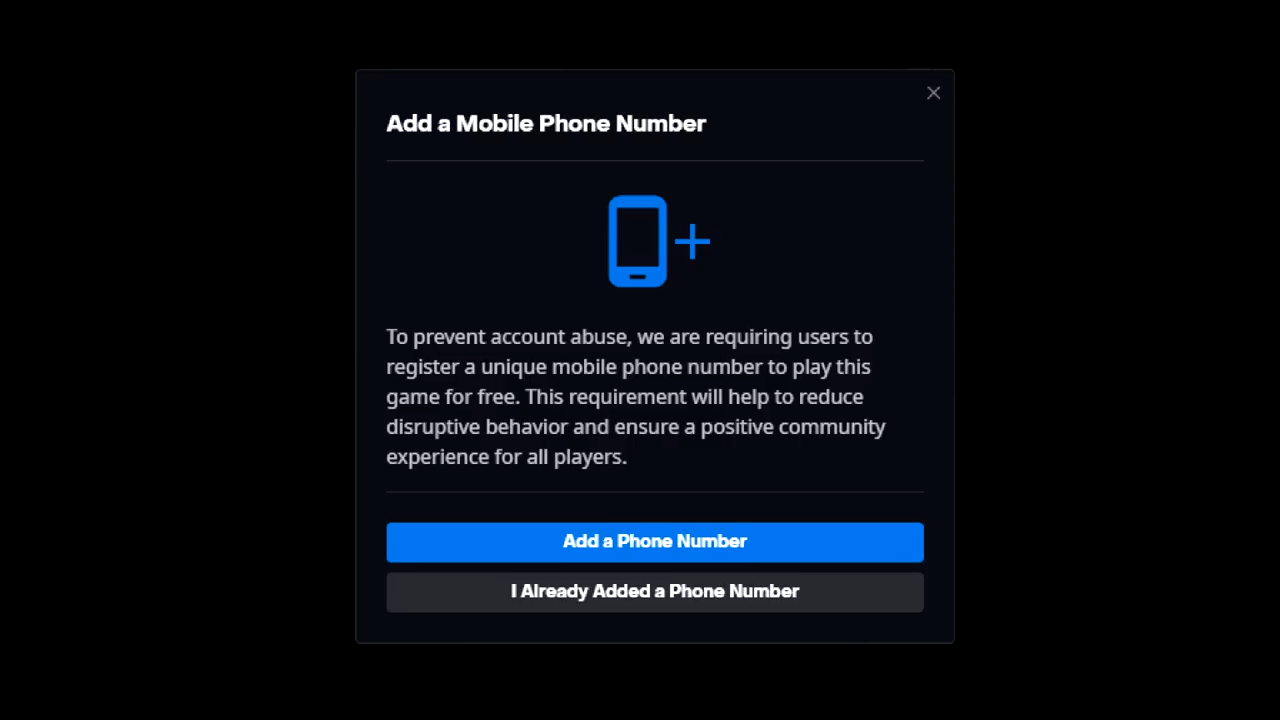 Add a Mobile Phone Number
To prevent account abuse, we are requiring users to
register a unique mobile phone number to play this
game for free. This requirement will help to reduce
disruptive behavior and ensure a positive community
experience for all players.
Add a Phone Number
I Already Added a Phone Number